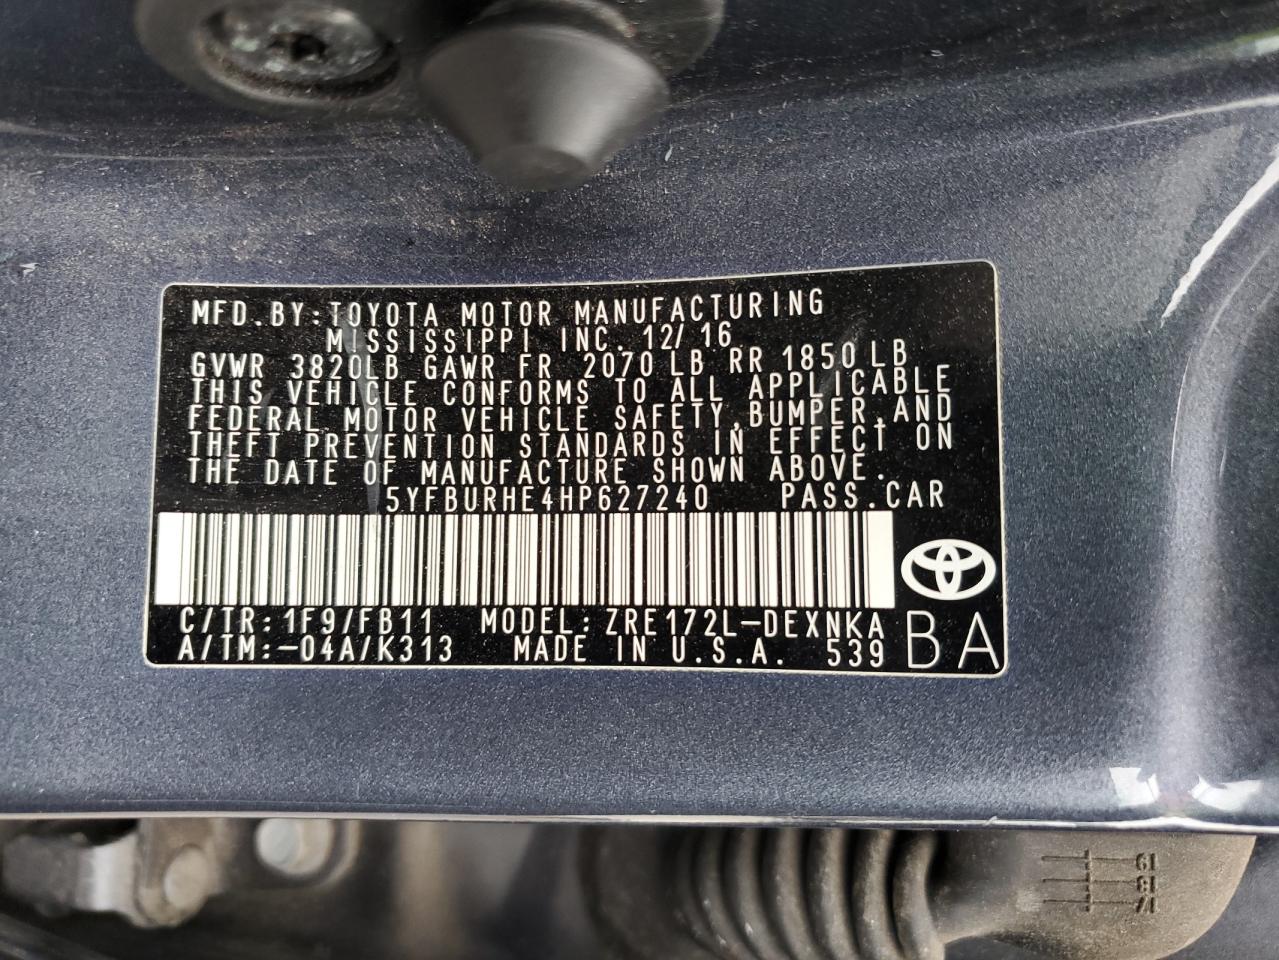 MFD.BY:TOYOTA MOTOR MANUFACTURING
MISSISSIPPI INC. 12/16
GVWR 3820LB GAWR FR 2070 LB RR 1850 LB
THIS VEHICLE CONFORMS TO ALL APPLICABLE
FEDERAL MOTOR VEHICLE SAFETY,BUMPER,AND
THEFT PREVENTION STANDARDS IN EFFECT ON
THE DATE OF MANUFACTURE SHOWN ABOVE.
5YFBURHE4HP627240 PASS.CAR
C/TR:1F9/FB11 MODEL:ZRE172L-DEXNKA
A/TM:-04A/K313 MADE IN U.S.A. 539
BA
19
18
17